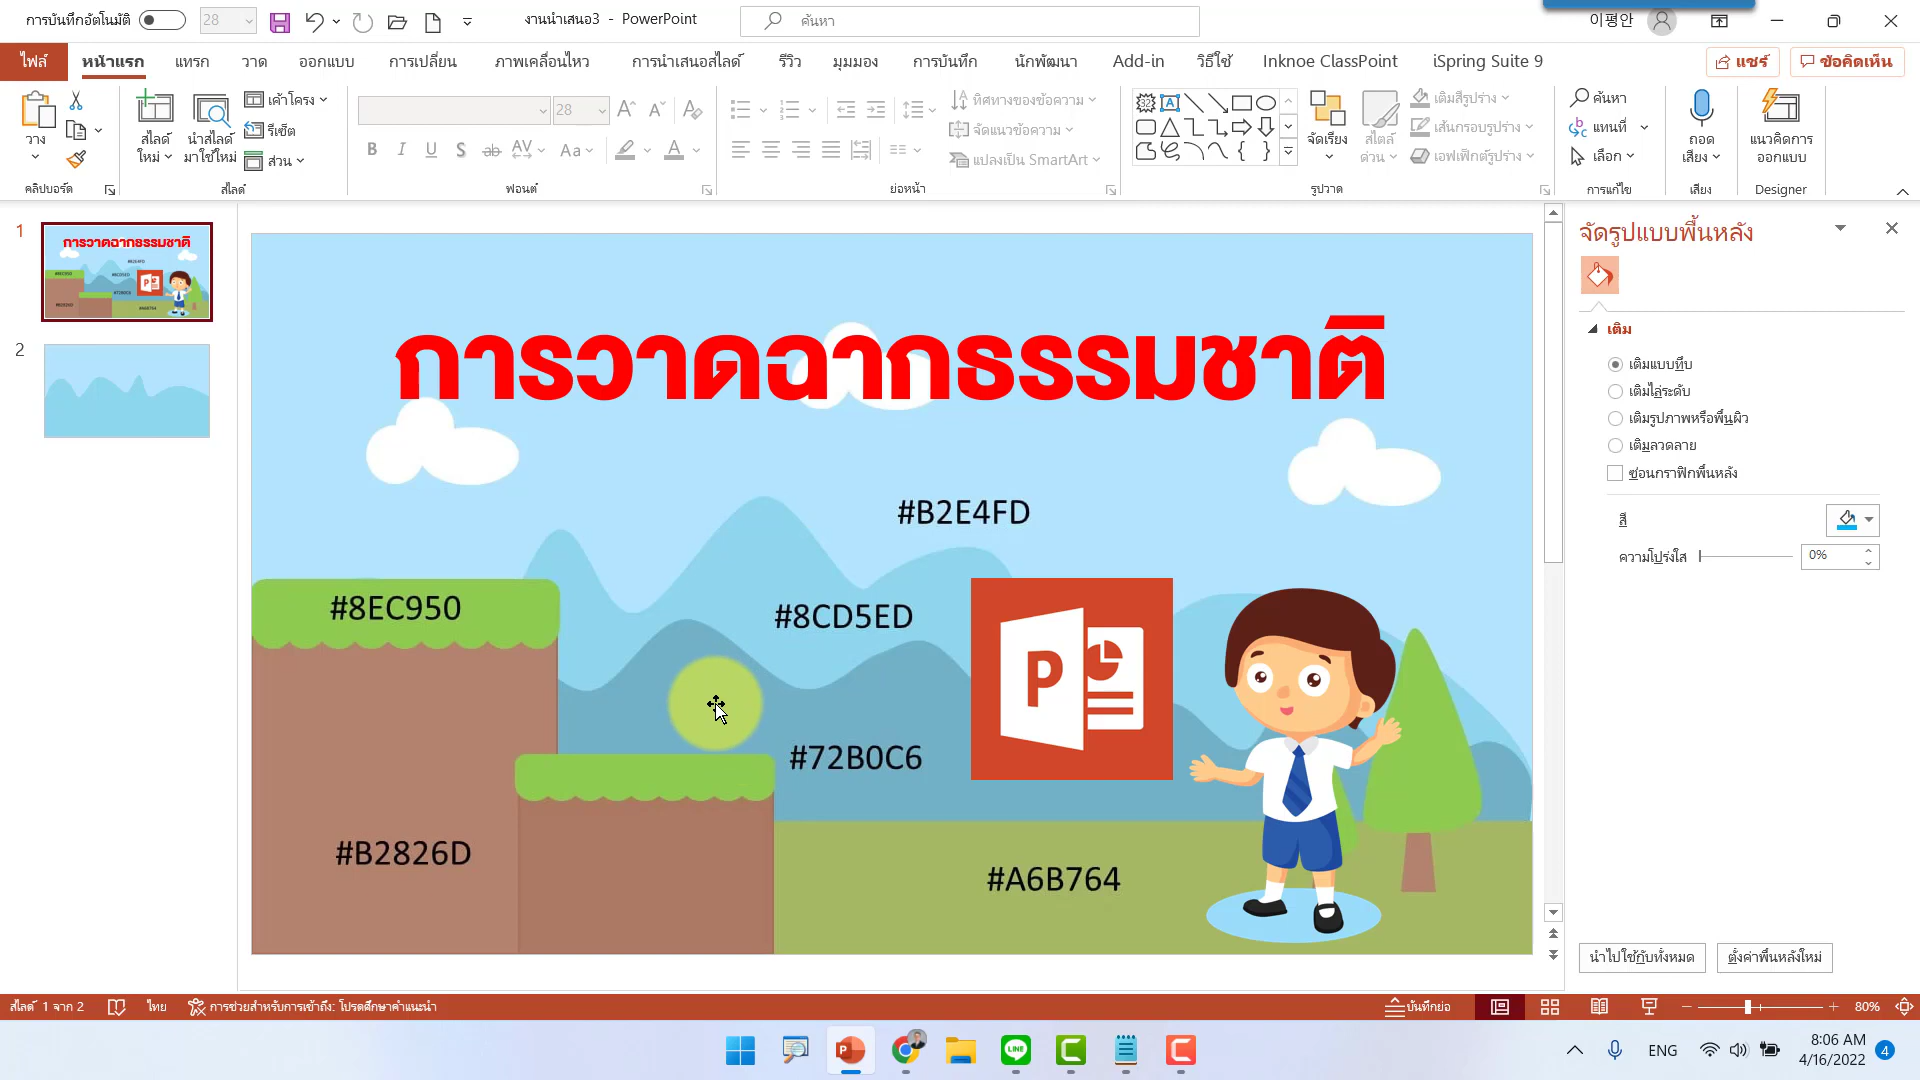 การบันทึกอัตโนมัติ
28
งานนำเสนอ3 - PowerPoint
ค้นหา
이평안
ไฟล์
หน้าแรก
แทรก
วาด
ออกแบบ
การเปลี่ยน
ภาพเคลื่อนไหว
การนำเสนอสไลด์
รีวิว
มุมมอง
การบันทึก
นักพัฒนา
Add-in
วิธีใช้
Inknoe ClassPoint
iSpring Suite 9
แชร์
ข้อคิดเห็น
วาง
คลิปบอร์ด
สไลด์
ใหม่
นำสไลด์
มาใช้ใหม่
เค้าโครง
รีเซ็ต
ส่วน
สไลด์
28
ฟอนต์
ทิศทางของข้อความ
จัดแนวข้อความ
แปลงเป็น SmartArt
ย่อหน้า
จัดเรียง
สไตล์
ด่วน
เติมสีรูปร่าง
เส้นกรอบรูปร่าง
เอฟเฟ็กต์รูปร่าง
รูปวาด
ค้นหา
แทนที่
เลือก
การแก้ไข
ถอด
เสียง
เสียง
แนวคิดการ
ออกแบบ
Designer
1
2
การวาดฉากธรรมชาติ
#B2E4FD
#8EC950
#8CD5ED
#72B0C6
#B2826D
#A6B764
จัดรูปแบบพื้นหลัง
เติม
เติมแบบทึบ
เติมไล่ระดับ
เติมรูปภาพหรือพื้นผิว
เติมลวดลาย
ซ่อนกราฟิกพื้นหลัง
สี
ความโปร่งใส
0%
นำไปใช้กับทั้งหมด
ตั้งค่าพื้นหลังใหม่
สไลด์ 1 จาก 2
ไทย
การช่วยสำหรับการเข้าถึง: โปรดศึกษาคำแนะนำ
บันทึกย่อ
80%
ENG
8:06 AM
4/16/2022
4